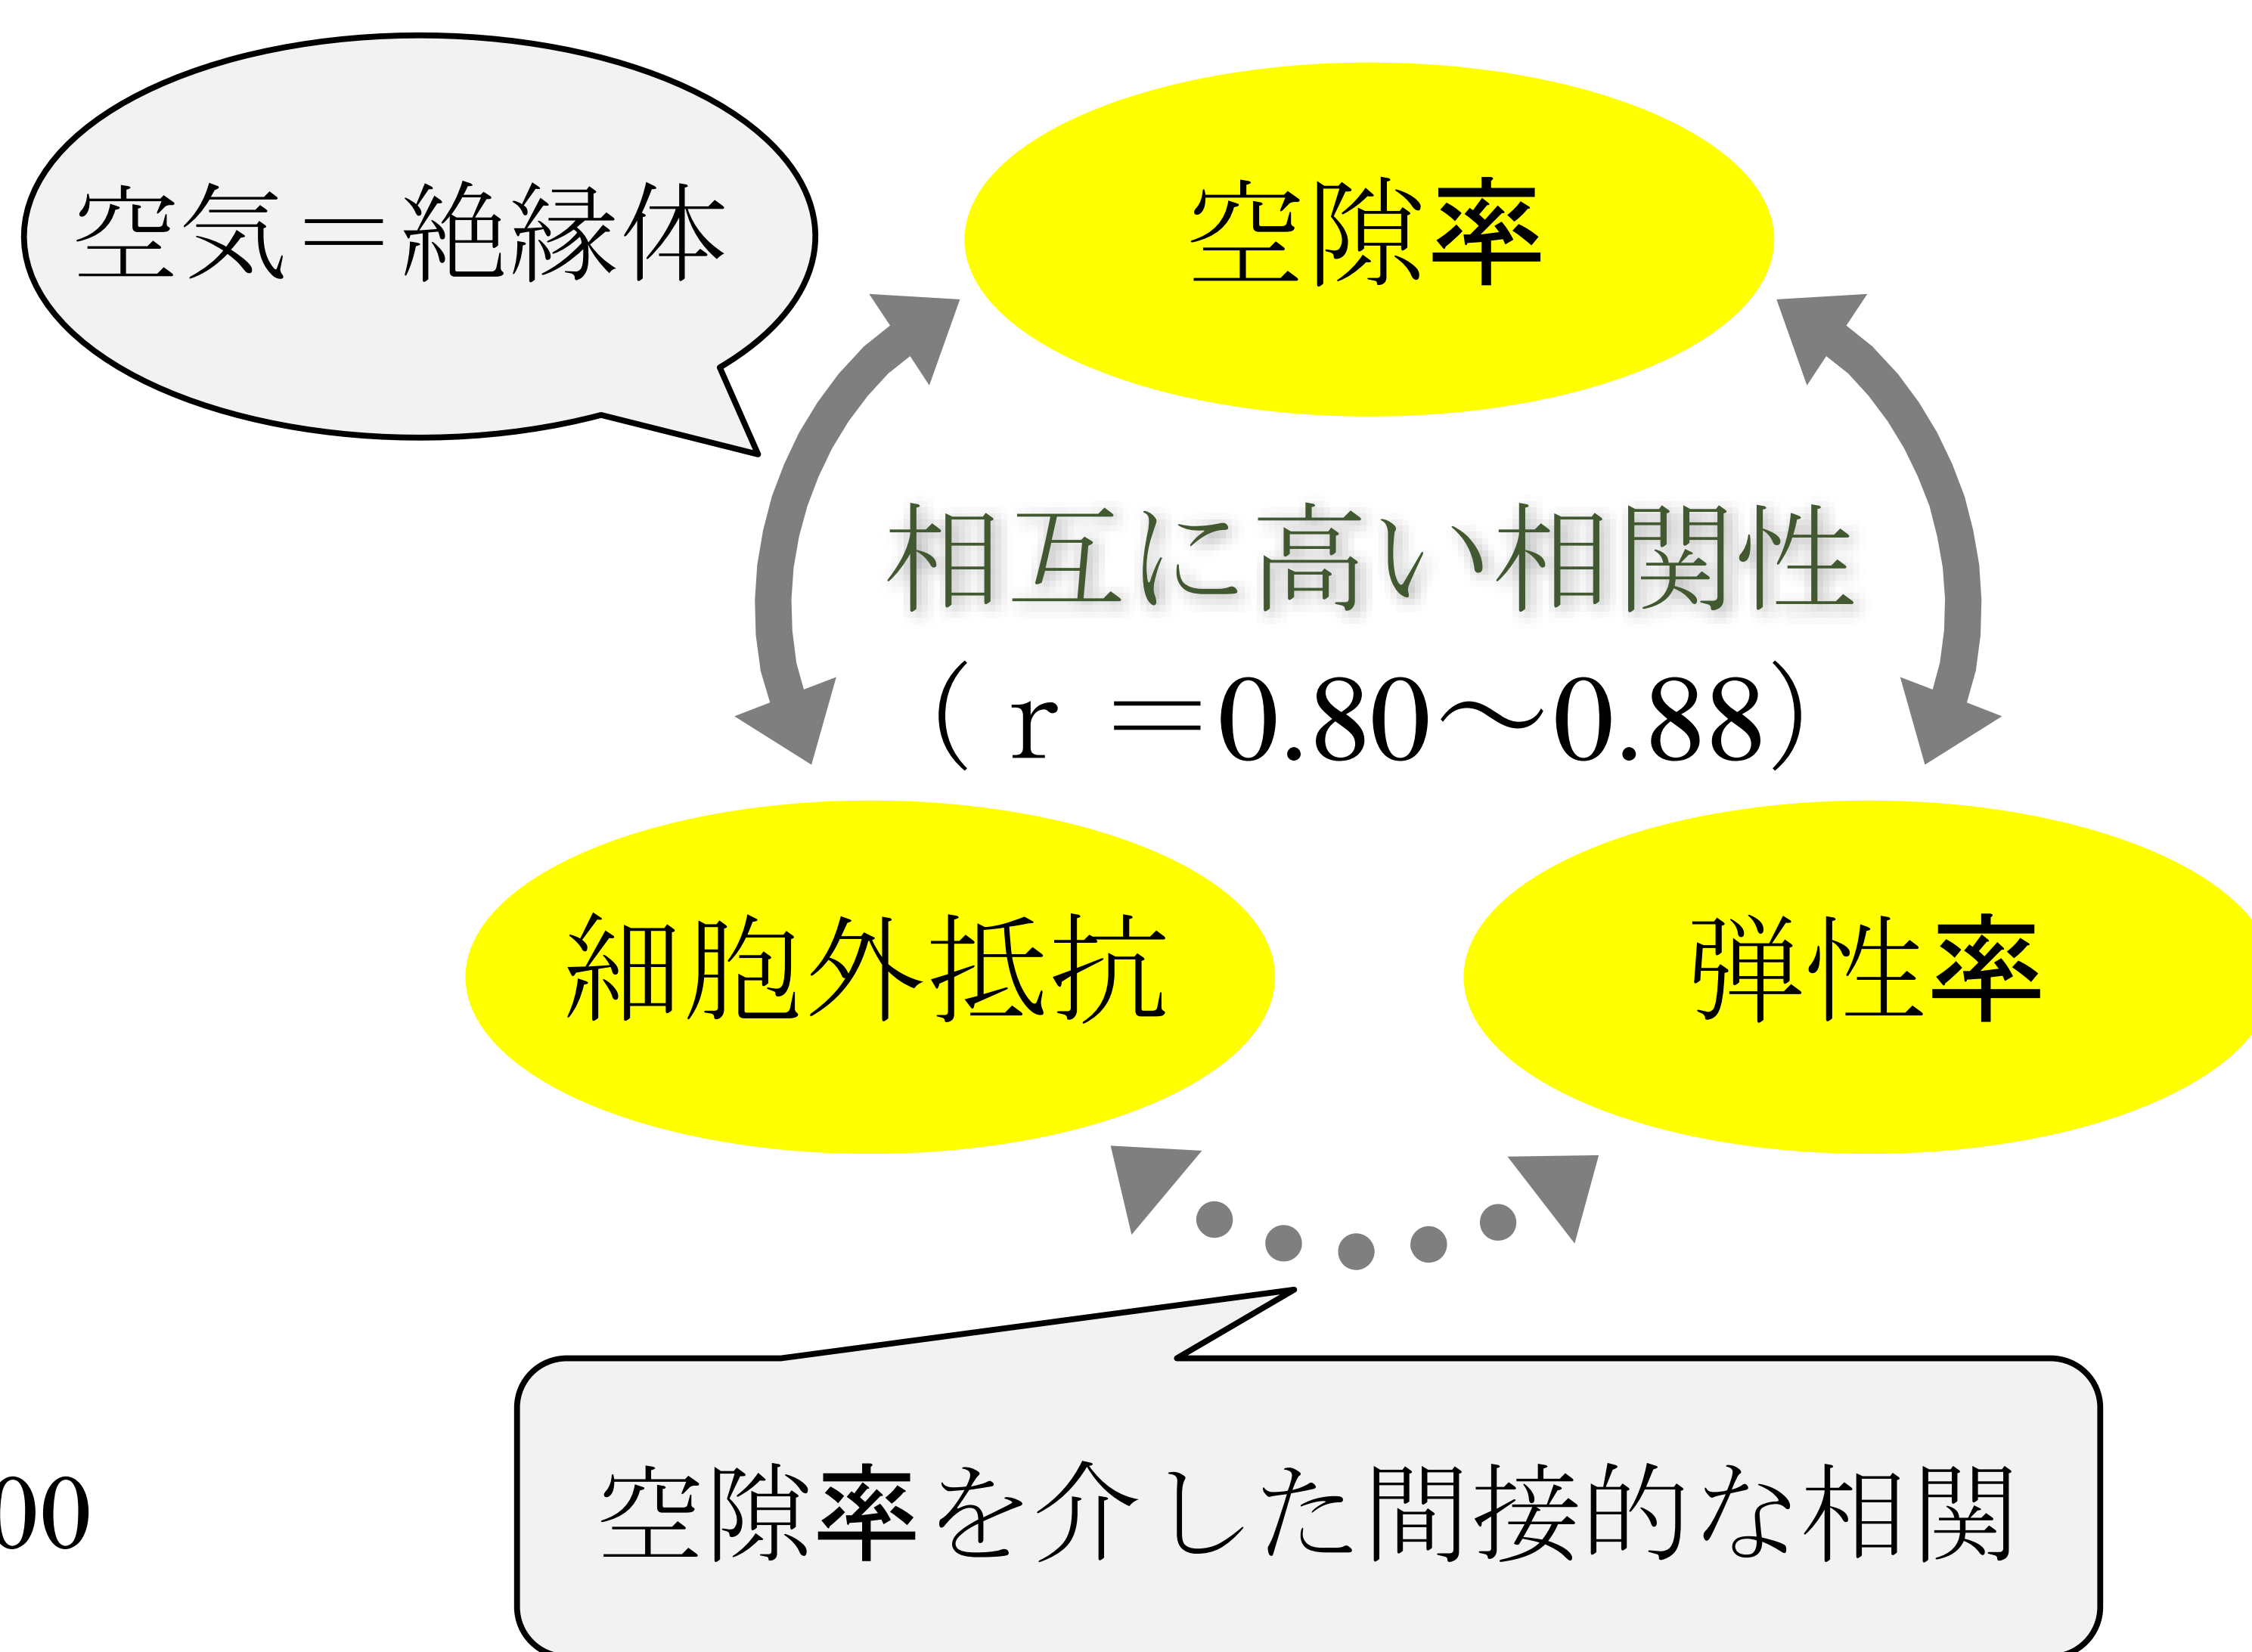 空気＝絶縁体
空隙率
相互に高い相関性
（ｒ＝0.80～0.88）
細胞外抵抗
弾性率
空隙率を介した間接的な相関
00